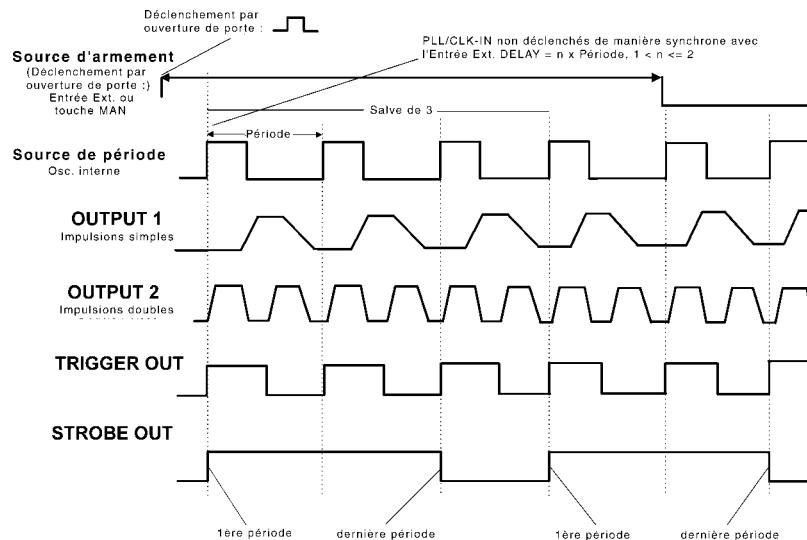 Déclenchement par
ouverture de porte :
PLL/CLK-IN non déclenchés de manière synchrone avec
l'Entrée Ext. DELAY = n x Période, 1 < n <= 2
Source d'armement
(Déclenchement par
ouverture de porte :)
Entrée Ext. ou
touche MAN
Salve de 3
Période
Source de période
Osc. interne
OUTPUT 1
Impulsions simples
OUTPUT 2
Impulsions doubles
TRIGGER OUT
STROBE OUT
1ère période
dernière période
1ère période
dernière période